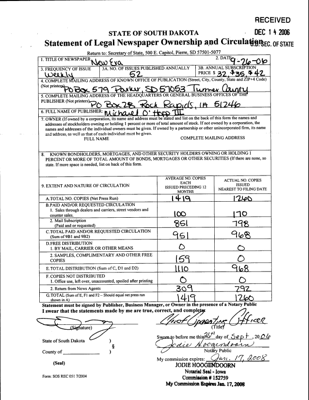 RECEIVED
DEC 14 2006
S.D. SEC. OF STATE
STATE OF SOUTH DAKOTA
Statement of Legal Newspaper Ownership and Circulation
Return to: Secretary of State, 500 E. Capitol, Pierre, SD 57501-5077
1. TITLE OF NEWSPAPER New Era
2. DATE 9-26-06
3. FREQUENCY OF ISSUE Weekly
3A. NO. OF ISSUES PUBLISHED ANNUALLY 52
3B. ANNUAL SUBSCRIPTION PRICE $ 32, $35, $42
4. COMPLETE MAILING ADDRESS OF KNOWN OFFICE OF PUBLICATION (Street, City, County, State and ZIP+4 Code)
(Not printers) PO Box 579 Parker, SD 57053 Turner County
5. COMPLETE MAILING ADDRESS OF THE HEADQUARTERS OR GENERAL BUSINESS OFFICES OF THE
PUBLISHER (Not printer) PO Box 28, Rock Rapids, IA 51246
6. FULL NAME OF PUBLISHER:
7. OWNER (If owned by a corporation, its name and address must be stated and list on the back of this form the names and
addresses of stockholders owning or holding 1 percent or more of total amount of stock. If not owned by a corporation, the
names and addresses of the individual owners must be given. If owned by a partnership or other unincorporated firm, its name
and address, as well as that of each individual must be given.
FULL NAME COMPLETE MAILING ADDRESS
8. KNOWN BONDHOLDERS, MORTGAGES, AND OTHER SECURITY HOLDERS OWNING OR HOLDING 1
PERCENT OR MORE OF TOTAL AMOUNT OF BONDS, MORTGAGES OR OTHER SECURITIES (If there are none, so
state. If more space is needed, list on back of this form.
9. EXTENT AND NATURE OF CIRCULATION
AVERAGE NO. COPIES EACH ISSUED PRECEDING 12 MONTHS
ACTUAL NO. COPIES ISSUED NEAREST TO FILING DATE
A. TOTAL NO. COPIES (Net Press Run) 1419 1260
B. PAID AND/OR REQUESTED CIRCULATION
1. Sales through dealers and carriers, street vendors and
counter sales. 100 170
2. Mail Subscription
(Paid and or requested) 851 798
C. TOTAL PAID AND/OR REQUESTED CIRCULATION
(Sum of 9B1 and 9B2) 951 968
D. FREE DISTRIBUTION
1. BY MAIL, CARRIER OR OTHER MEANS 0 0
2. SAMPLES, COMPLIMENTARY AND OTHER FREE
COPIES 159 0
E. TOTAL DISTRIBUTION (Sum of C, D1 and D2) 1110 968
F. COPIES NOT DISTRIBUTED
1. Office use, left over, unaccounted, spoiled after printing 0 0
2. Return from News Agents 309 292
G. TOTAL (Sum of E, F1 and F2 - Should equal net press run
shown in A) 1419 1260
Statement must be signed by Publisher, Business Manager, or Owner in the presence of a Notary Public
I swear that the statements made by me are true, correct, and complete
Chief Operating Officer
(Signature) (Title)
State of South Dakota )
§
County of )
(Seal)
Sworn to before me this 26th day of Sept, 2006
Jodie Hoogendoorn
Notary Public
My commission expires: Jan. 17, 2008
JODIE HOOGENDOORN
Notarial Seal - Iowa
Commission # 152759
My Commission Expires Jan. 17, 2008
Form: SOS REC 051 7/2004